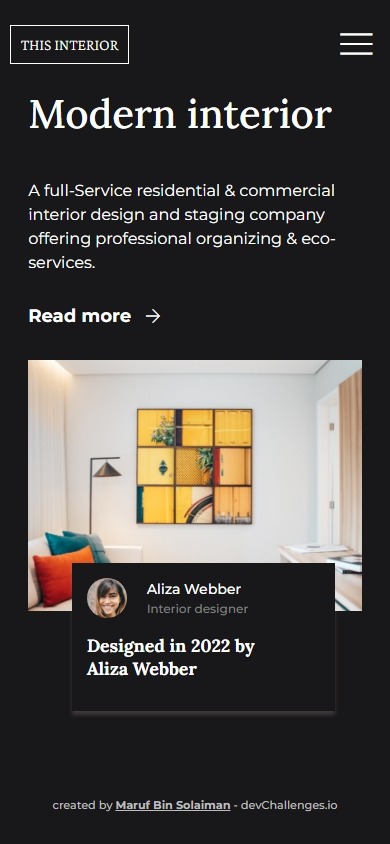 THIS INTERIOR
Modern interior
A full-Service residential & commercial
interior design and staging company
offering professional organizing & eco-
services.
Read more →
Aliza Webber
Interior designer
Designed in 2022 by
Aliza Webber
created by Maruf Bin Solaiman - devChallenges.io